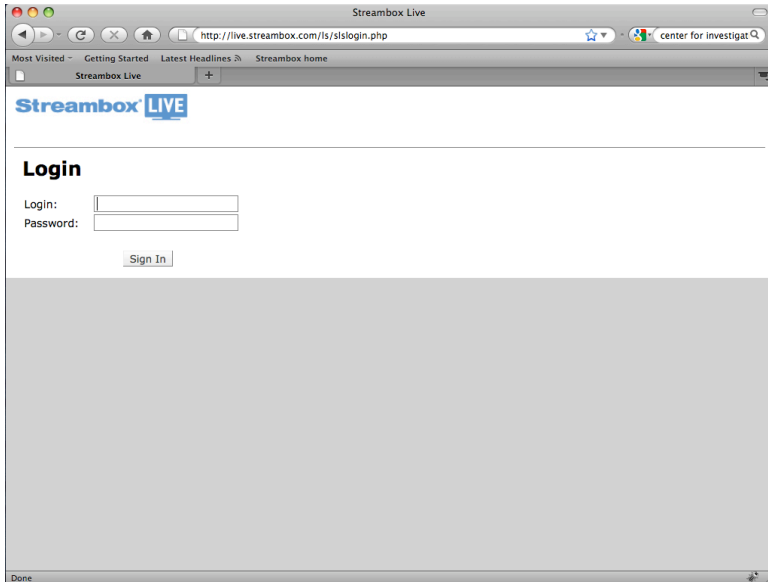 Streambox Live
http://live.streambox.com/ls/slslogin.php
center for investigat
Most Visited Getting Started Latest Headlines Streambox home
Streambox Live +
Streambox LIVE
Login
Login:
Password:
Sign In
Done